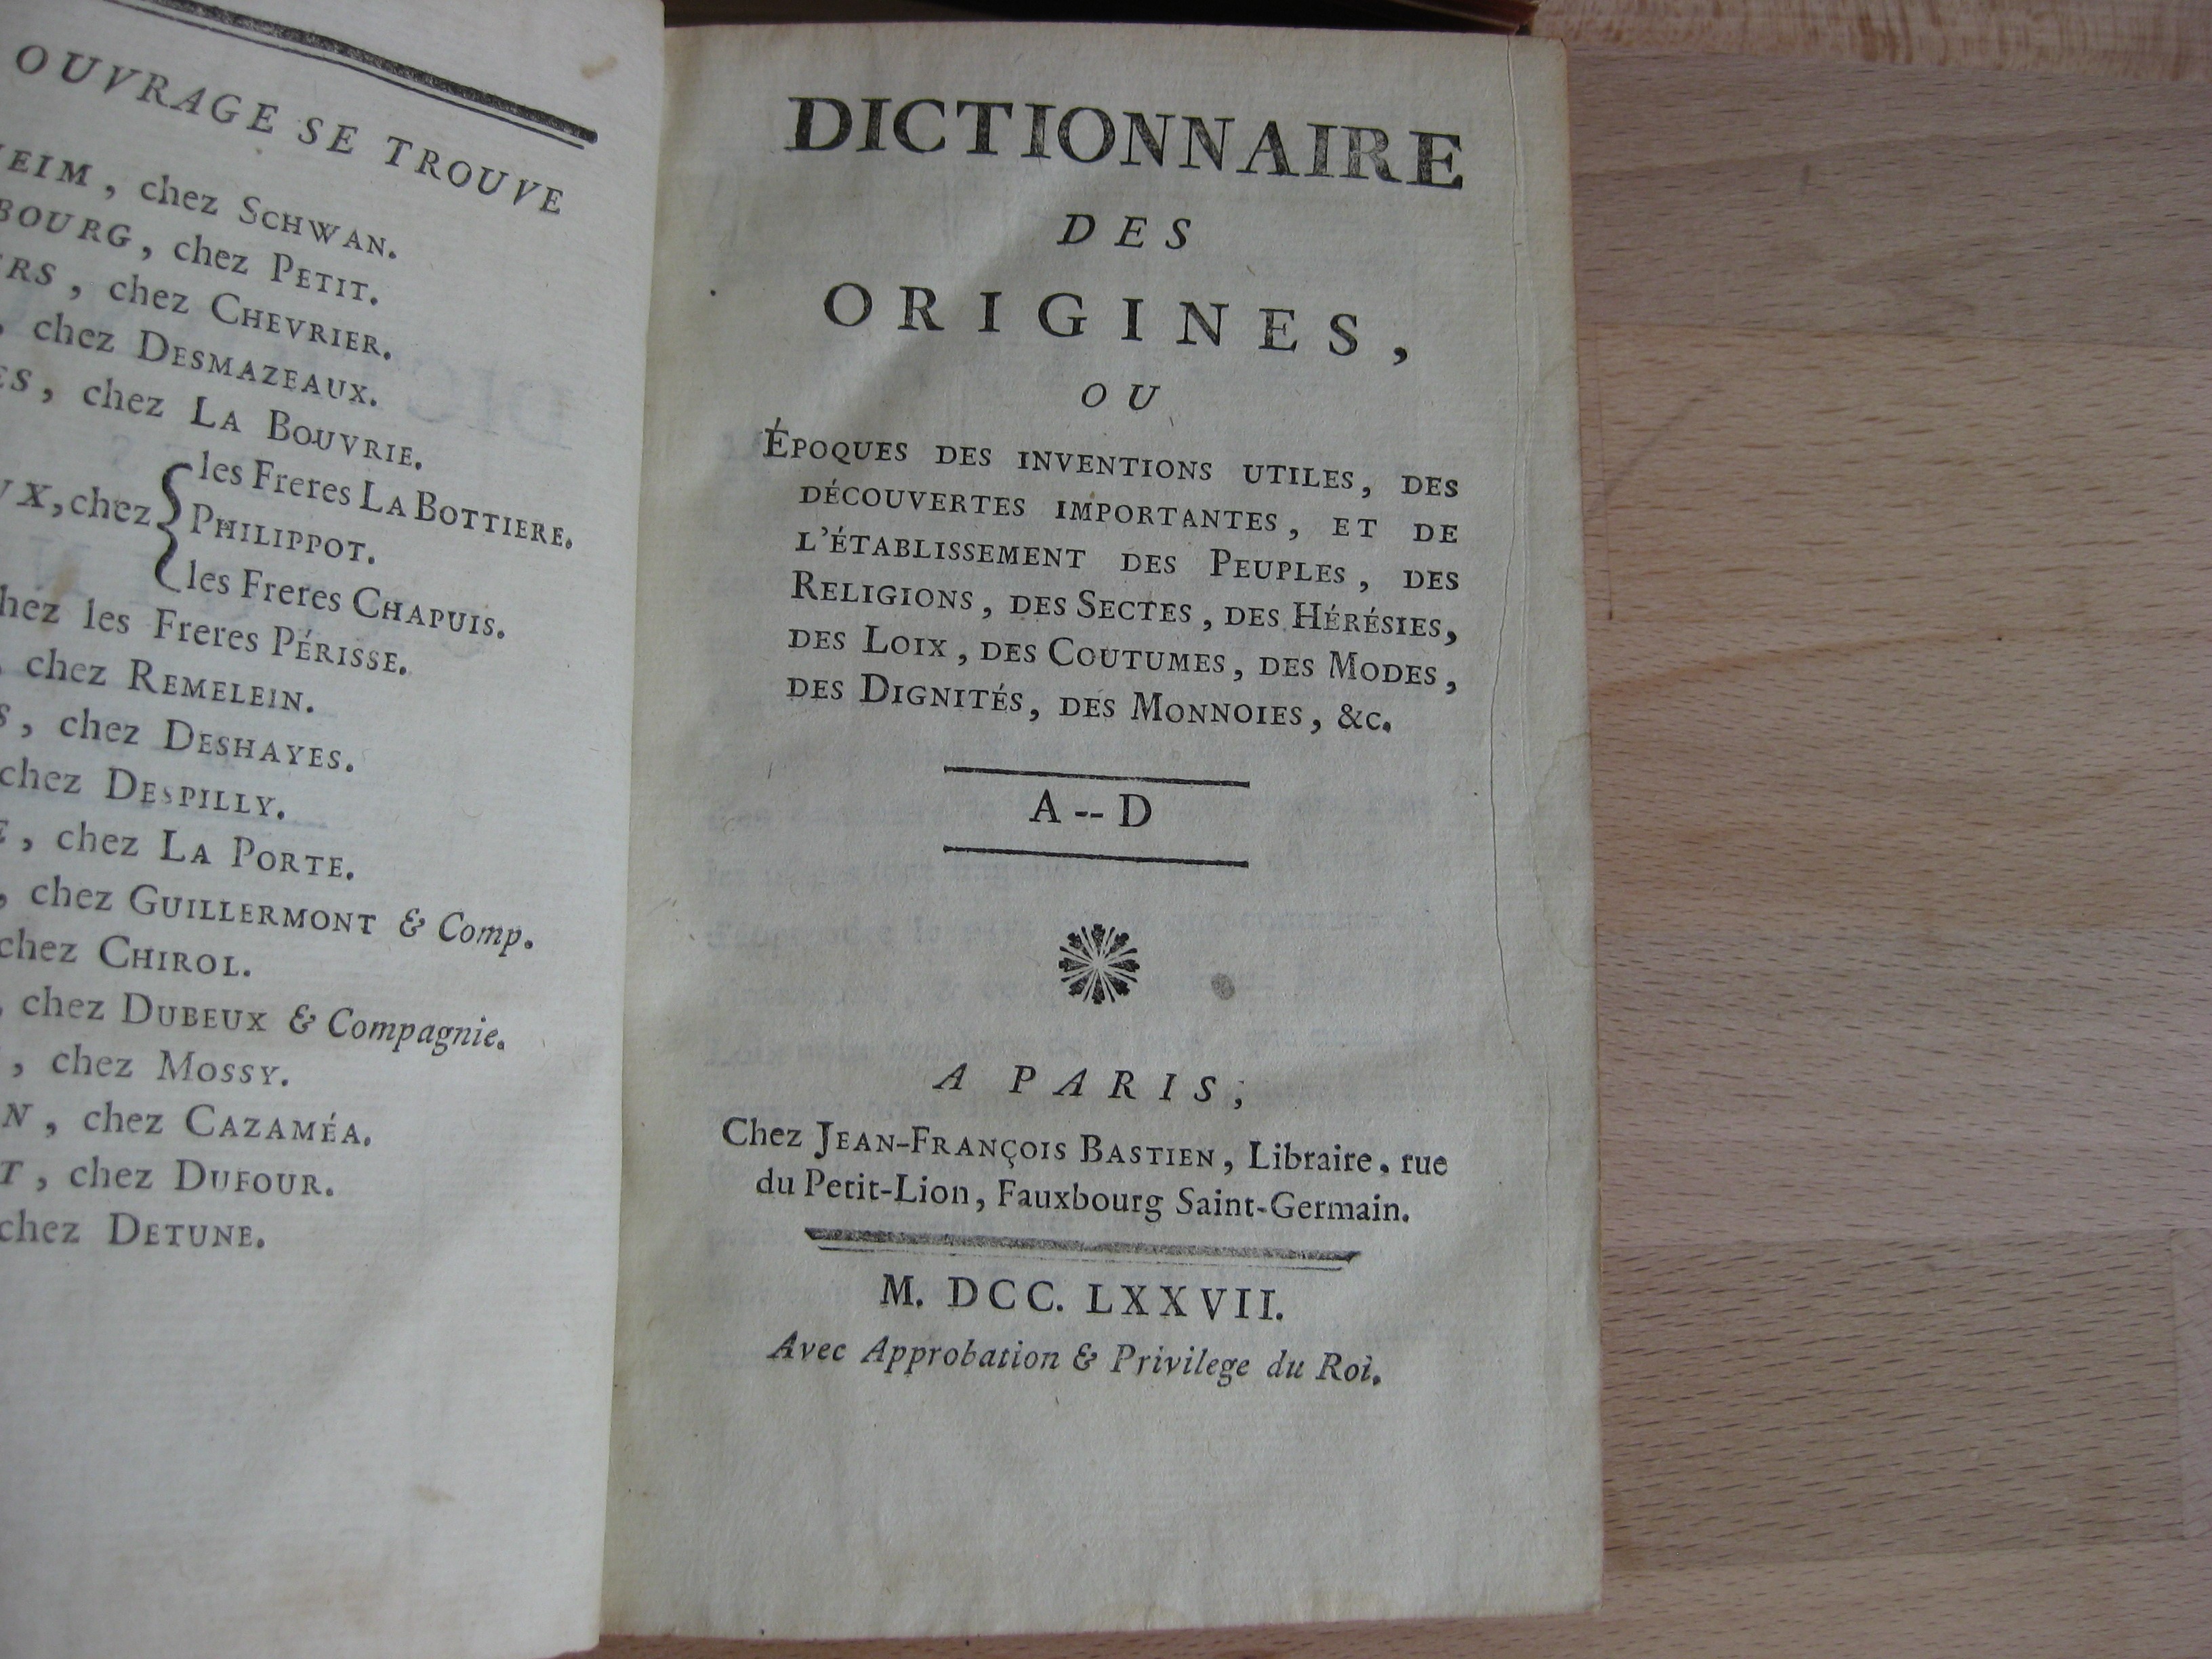 OUVRAGE SE TROUVE
chez SCHWAN.
chez PETIT.
chez CHEVRIER.
chez DESMAZEAUX.
chez LA BOUVRIE.
les Freres LA BOTTIERE.
chez PHILIPPOT.
les Freres CHAPUIS.
chez les Freres PÉRISSE.
chez REMELEIN.
chez DESHAYES.
chez DESPILLY.
chez LA PORTE.
chez GUILLERMONT & Comp.
chez CHIROL.
chez DUBEUX & Compagnie.
chez MOSSY.
chez CAZAMÉA.
chez DUFOUR.
chez DETUNE.
DICTIONNAIRE
DES
ORIGINES,
OU
ÉPOQUES DES INVENTIONS UTILES, DES
DÉCOUVERTES IMPORTANTES, ET DE
L'ÉTABLISSEMENT DES PEUPLES, DES
RELIGIONS, DES SECTES, DES HÉRÉSIES,
DES LOIX, DES COUTUMES, DES MODES,
DES DIGNITÉS, DES MONNOIES, &c.
A -- D
A PARIS,
Chez JEAN-FRANÇOIS BASTIEN, Libraire, rue
du Petit-Lion, Fauxbourg Saint-Germain.
M. DCC. LXXVII.
Avec Approbation & Privilege du Roi.